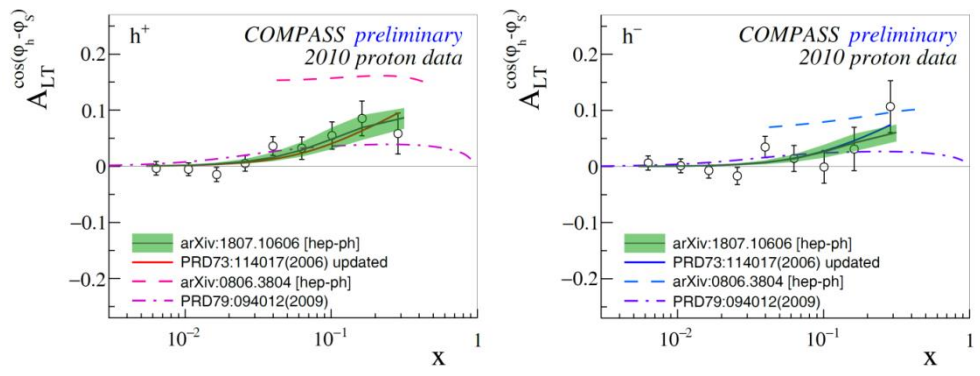 h⁺
COMPASS preliminary
2010 proton data
A_LT^cos(φ_h-φ_S)
0.2
0.1
0
−0.1
−0.2
arXiv:1807.10606 [hep-ph]
PRD73:114017(2006) updated
arXiv:0806.3804 [hep-ph]
PRD79:094012(2009)
10⁻²
10⁻¹
1
x
h⁻
COMPASS preliminary
2010 proton data
A_LT^cos(φ_h-φ_S)
0.2
0.1
0
−0.1
−0.2
arXiv:1807.10606 [hep-ph]
PRD73:114017(2006) updated
arXiv:0806.3804 [hep-ph]
PRD79:094012(2009)
10⁻²
10⁻¹
1
x